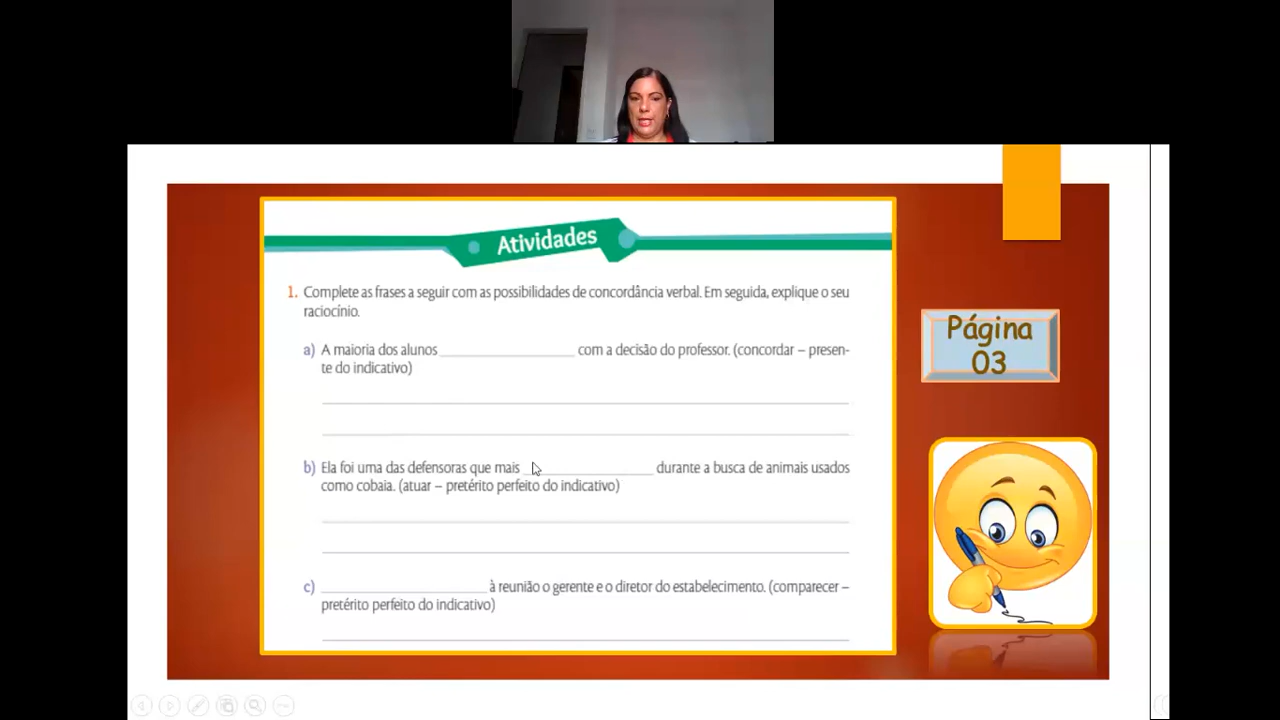 Atividades
1. Complete as frases a seguir com as possibilidades de concordância verbal. Em seguida, explique o seu
raciocínio.
a) A maioria dos alunos ____________________ com a decisão do professor. (concordar – presen-
te do indicativo)
b) Ela foi uma das defensoras que mais ____________________ durante a busca de animais usados
como cobaia. (atuar – pretérito perfeito do indicativo)
c) ____________________ à reunião o gerente e o diretor do estabelecimento. (comparecer –
pretérito perfeito do indicativo)
Página
03